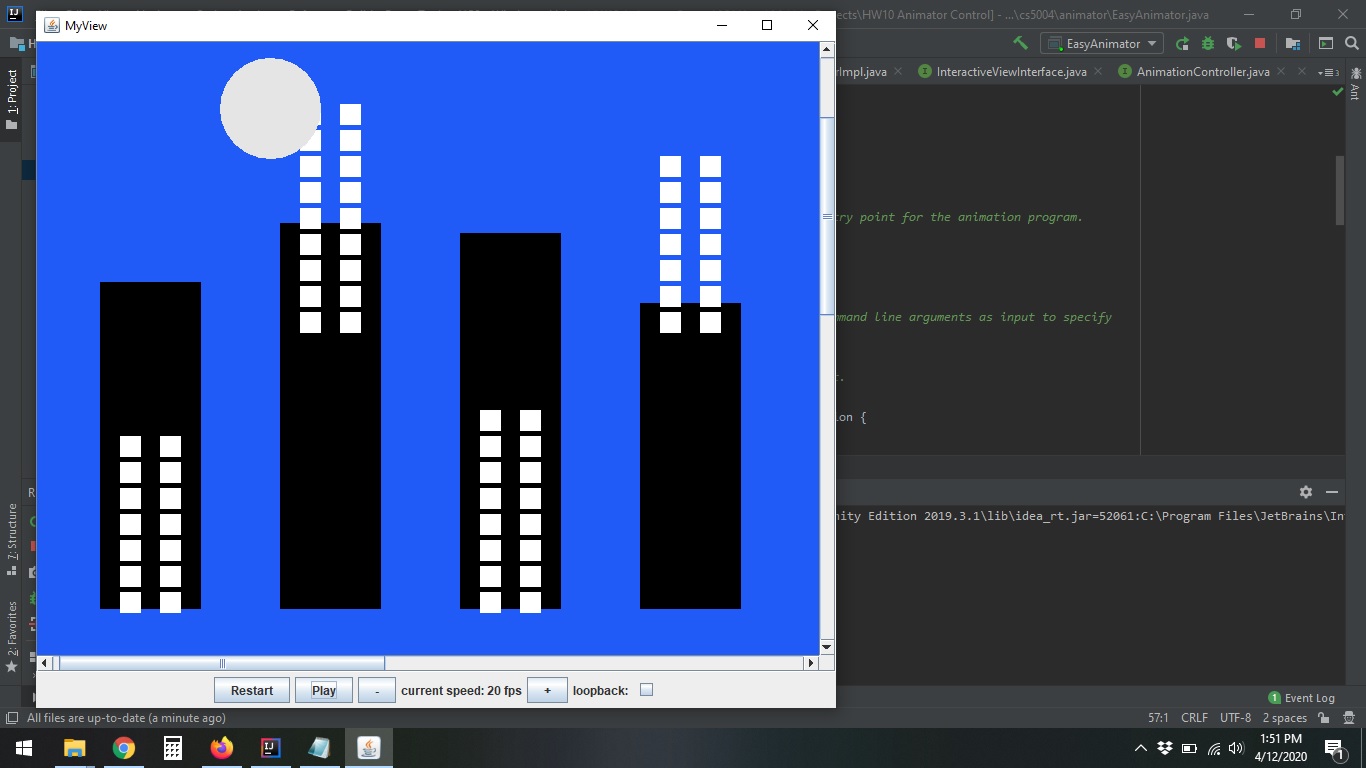 MyView
ects\HW10 Animator Control] - ...\cs5004\animator\EasyAnimator.java
EasyAnimator
rImpl.java
InteractiveViewInterface.java
AnimationController.java
3
1: Project
Ant
ry point for the animation program.
mand line arguments as input to specify
ion {
nity Edition 2019.3.1\lib\idea_rt.jar=52061:C:\Program Files\JetBrains\In
7: Structure
2: Favorites
Restart
Play
-
current speed: 20 fps
+
loopback:
1 Event Log
All files are up-to-date (a minute ago)
57:1 CRLF UTF-8 2 spaces
1:51 PM
4/12/2020
1